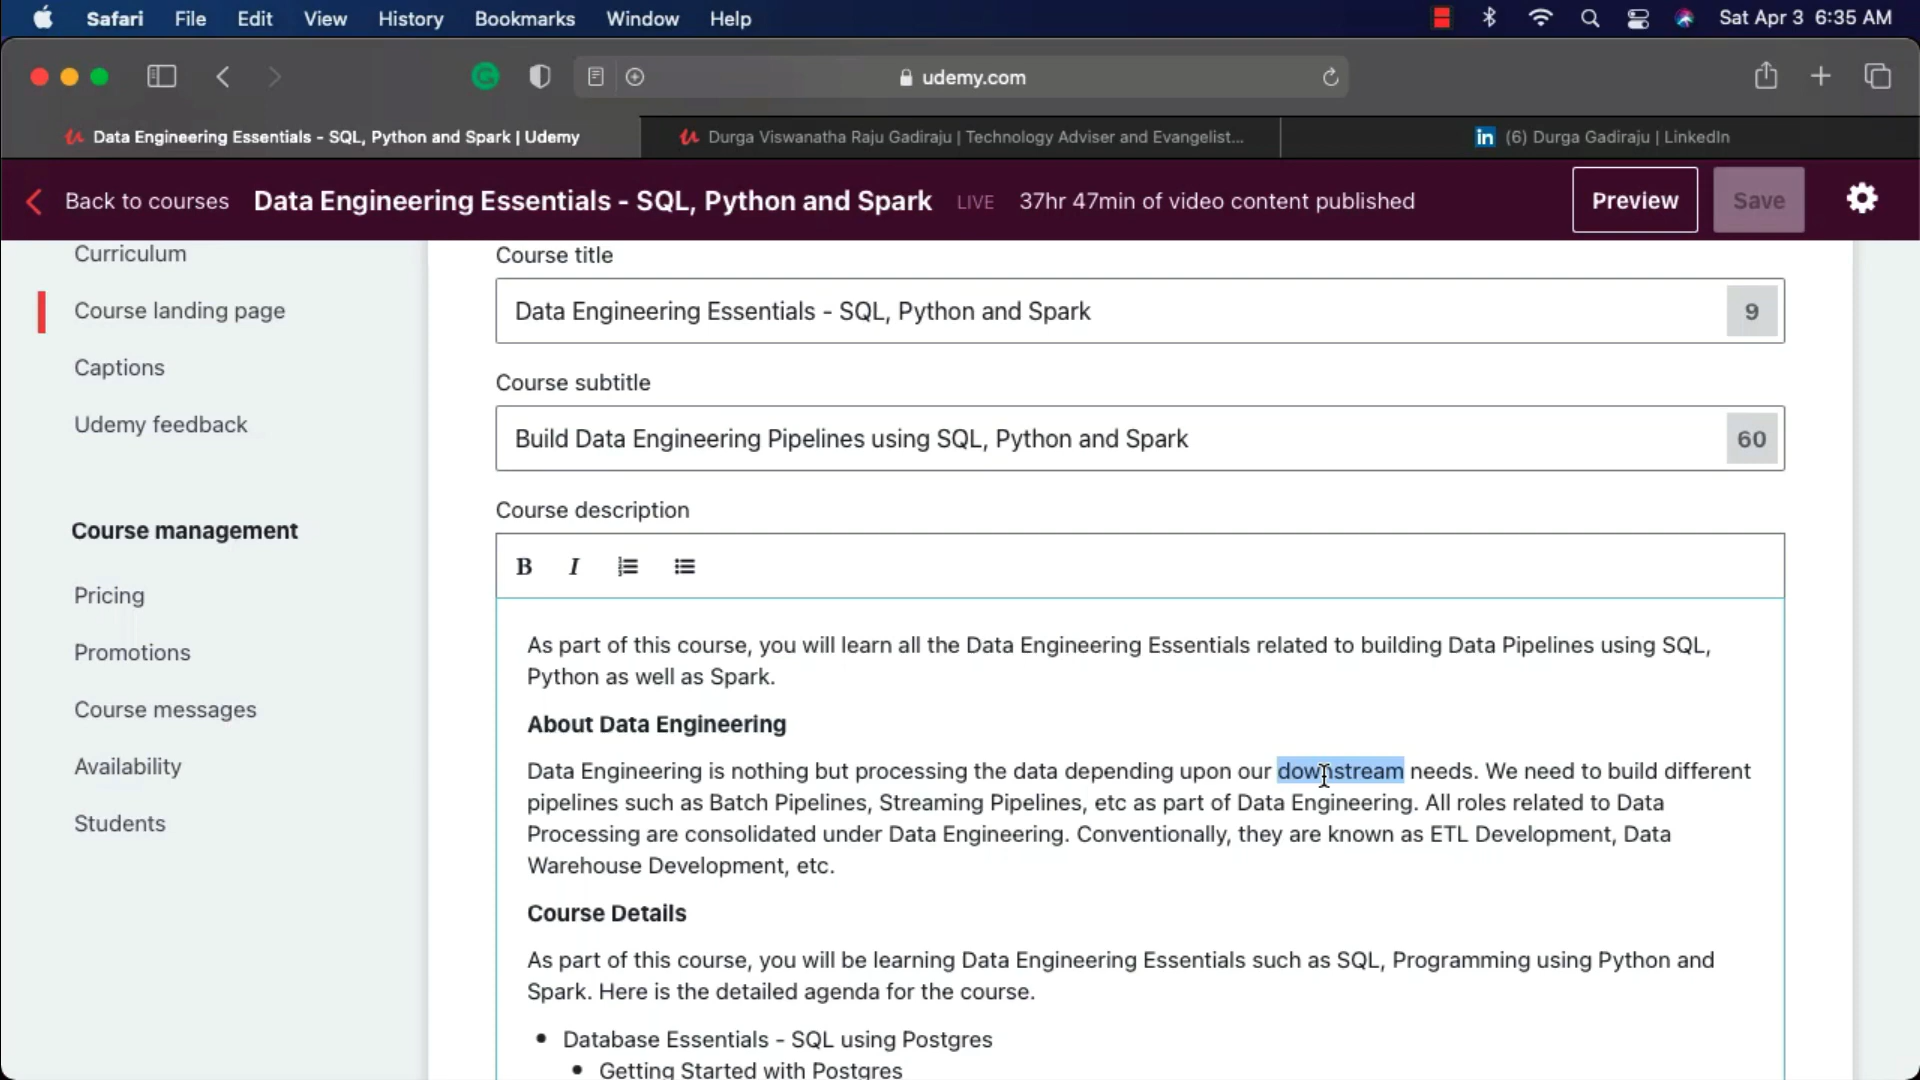 Safari File Edit View History Bookmarks Window Help Sat Apr 3 6:35 AM
udemy.com
Data Engineering Essentials - SQL, Python and Spark | Udemy Durga Viswanatha Raju Gadiraju | Technology Adviser and Evangelist... in (6) Durga Gadiraju | LinkedIn
Back to courses Data Engineering Essentials - SQL, Python and Spark LIVE 37hr 47min of video content published Preview Save
Curriculum
Course landing page
Captions
Udemy feedback
Course management
Pricing
Promotions
Course messages
Availability
Students
Course title
Data Engineering Essentials - SQL, Python and Spark 9
Course subtitle
Build Data Engineering Pipelines using SQL, Python and Spark 60
Course description
B I
As part of this course, you will learn all the Data Engineering Essentials related to building Data Pipelines using SQL,
Python as well as Spark.
About Data Engineering
Data Engineering is nothing but processing the data depending upon our downstream needs. We need to build different
pipelines such as Batch Pipelines, Streaming Pipelines, etc as part of Data Engineering. All roles related to Data
Processing are consolidated under Data Engineering. Conventionally, they are known as ETL Development, Data
Warehouse Development, etc.
Course Details
As part of this course, you will be learning Data Engineering Essentials such as SQL, Programming using Python and
Spark. Here is the detailed agenda for the course.
• Database Essentials - SQL using Postgres
• Getting Started with Postgres